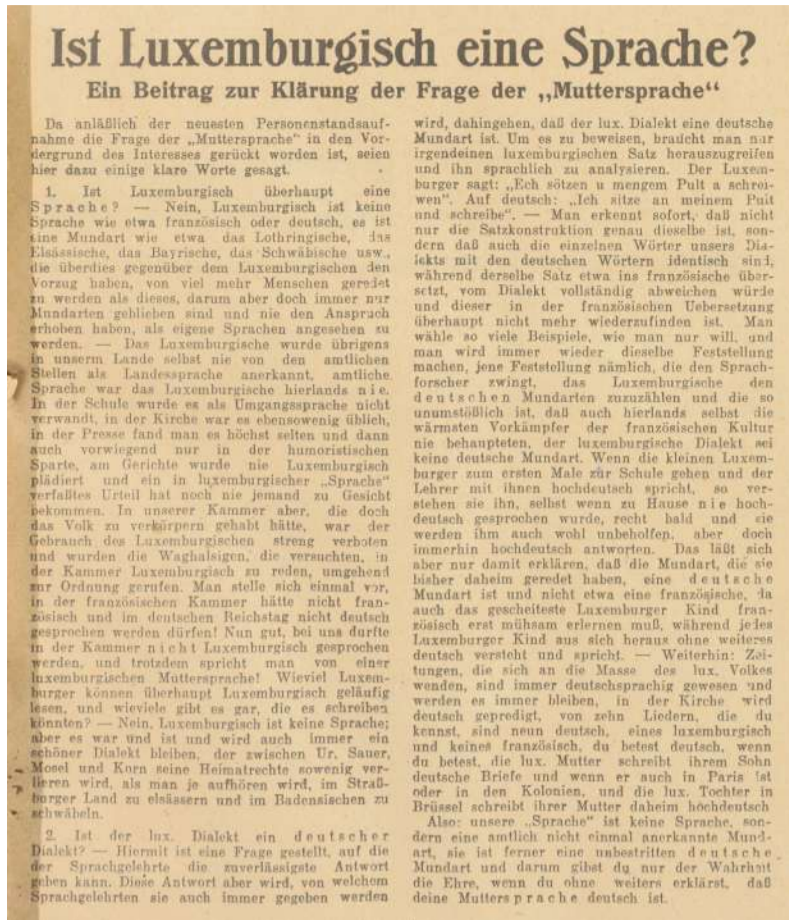 Ist Luxemburgisch eine Sprache?
Ein Beitrag zur Klärung der Frage der „Muttersprache“
Da anläßlich der neuesten Personenstandsauf-
nahme die Frage der „Muttersprache“ in den Vor-
dergrund des Interesses gerückt worden ist, seien
hier dazu einige klare Worte gesagt.
1. Ist Luxemburgisch überhaupt eine
Sprache? — Nein, Luxemburgisch ist keine
Sprache wie etwa französisch oder deutsch, es ist
eine Mundart wie etwa das Lothringische, das
Elsässische, das Bayrische, das Schwäbische usw.,
die überdies gegenüber dem Luxemburgischen den
Vorzug haben, von viel mehr Menschen geredet
zu werden als dieses, darum aber doch immer nur
Mundarten geblieben sind und nie den Anspruch
erhoben haben, als eigene Sprachen angesehen zu
werden. — Das Luxemburgische wurde übrigens
in unserm Lande selbst nie von den amtlichen
Stellen als Landessprache anerkannt, amtliche
Sprache war das Luxemburgische hierlands nie.
In der Schule wurde es als Umgangssprache nicht
verwandt, in der Kirche war es ebensowenig üblich,
in der Presse fand man es höchst selten und dann
auch vorwiegend nur in der humoristischen
Sparte, am Gerichte wurde nie Luxemburgisch
plädiert und ein in luxemburgischer „Sprache“
verfaßtes Urteil hat noch nie jemand zu Gesicht
bekommen. In unserer Kammer aber, die doch
das Volk zu verkörpern gehabt hätte, war der
Gebrauch des Luxemburgischen streng verboten
und wurden die Waghalsigen, die versuchten, in
der Kammer Luxemburgisch zu reden, umgehend
zur Ordnung gerufen. Man stelle sich einmal vor,
in der französischen Kammer hätte nicht fran-
zösisch und im deutschen Reichstag nicht deutsch
gesprochen werden dürfen! Nun gut, bei uns durfte
in der Kammer nicht Luxemburgisch gesprochen
werden, und trotzdem spricht man von einer
luxemburgischen Muttersprache! Wieviel Luxem-
burger können überhaupt Luxemburgisch geläufig
lesen, und wieviele gibt es gar, die es schreiben
könnten? — Nein, Luxemburgisch ist keine Sprache;
aber es war und ist und wird auch immer ein
schöner Dialekt bleiben, der zwischen Ur, Sauer,
Mosel und Korn seine Heimatrechte sowenig ver-
lieren wird, als man je aufhören wird, im Straß-
burger Land zu elsässern und im Badensischen zu
schwäbeln.
2. Ist der lux. Dialekt ein deutscher
Dialekt? — Hiermit ist eine Frage gestellt, auf die
der Sprachgelehrte die zuverlässigste Antwort
geben kann. Diese Antwort aber wird, von welchem
Sprachgelehrten sie auch immer gegeben werden
wird, dahingehen, daß der lux. Dialekt eine deutsche
Mundart ist. Um es zu beweisen, braucht man nur
irgendeinen luxemburgischen Satz herauszugreifen
und ihn sprachlich zu analysieren. Der Luxem-
burger sagt: „Ech sötzen u mengem Pult a schrei-
wen“. Auf deutsch: „Ich sitze an meinem Pult
und schreibe“. — Man erkennt sofort, daß nicht
nur die Satzkonstruktion genau dieselbe ist, son-
dern daß auch die einzelnen Wörter unsers Dia-
lekts mit den deutschen Wörtern identisch sind,
während derselbe Satz etwa ins französische über-
setzt, vom Dialekt vollständig abweichen würde
und dieser in der französischen Uebersetzung
überhaupt nicht mehr wiederzufinden ist. Man
wähle so viele Beispiele, wie man nur will, und
man wird immer wieder dieselbe Feststellung
machen, jene Feststellung nämlich, die den Sprach-
forscher zwingt, das Luxemburgische den
deutschen Mundarten zuzuzählen und die so
unumstößlich ist, daß auch hierlands selbst die
wärmsten Vorkämpfer der französischen Kultur
nie behaupteten, der luxemburgische Dialekt sei
keine deutsche Mundart. Wenn die kleinen Luxem-
burger zum ersten Male zur Schule gehen und der
Lehrer mit ihnen hochdeutsch spricht, so ver-
stehen sie ihn, selbst wenn zu Hause nie hoch-
deutsch gesprochen wurde, recht bald und sie
werden ihm auch wohl unbeholfen, aber doch
immerhin hochdeutsch antworten. Das läßt sich
aber nur damit erklären, daß die Mundart, die sie
bisher daheim geredet haben, eine deutsche
Mundart ist und nicht etwa eine französische, da
auch das gescheiteste Luxemburger Kind fran-
zösisch erst mühsam erlernen muß, während jedes
Luxemburger Kind aus sich heraus ohne weiteres
deutsch versteht und spricht. — Weiterhin: Zei-
tungen, die sich an die Masse des lux. Volkes
wenden, sind immer deutschsprachig gewesen und
werden es immer bleiben, in der Kirche wird
deutsch gepredigt, von zehn Liedern, die du
kennst, sind neun deutsch, eines luxemburgisch
und keines französisch, du betest deutsch, wenn
du betest, die lux. Mutter schreibt ihrem Sohn
deutsche Briefe und wenn er auch in Paris ist
oder in den Kolonien, und die lux. Tochter in
Brüssel schreibt ihrer Mutter daheim hochdeutsch
Also: unsere „Sprache“ ist keine Sprache, son-
dern eine amtlich nicht einmal anerkannte Mund-
art, sie ist ferner eine unbestritten deutsche
Mundart und darum gibst du nur der Wahrheit
die Ehre, wenn du ohne weiters erklärst, daß
deine Muttersprache deutsch ist.